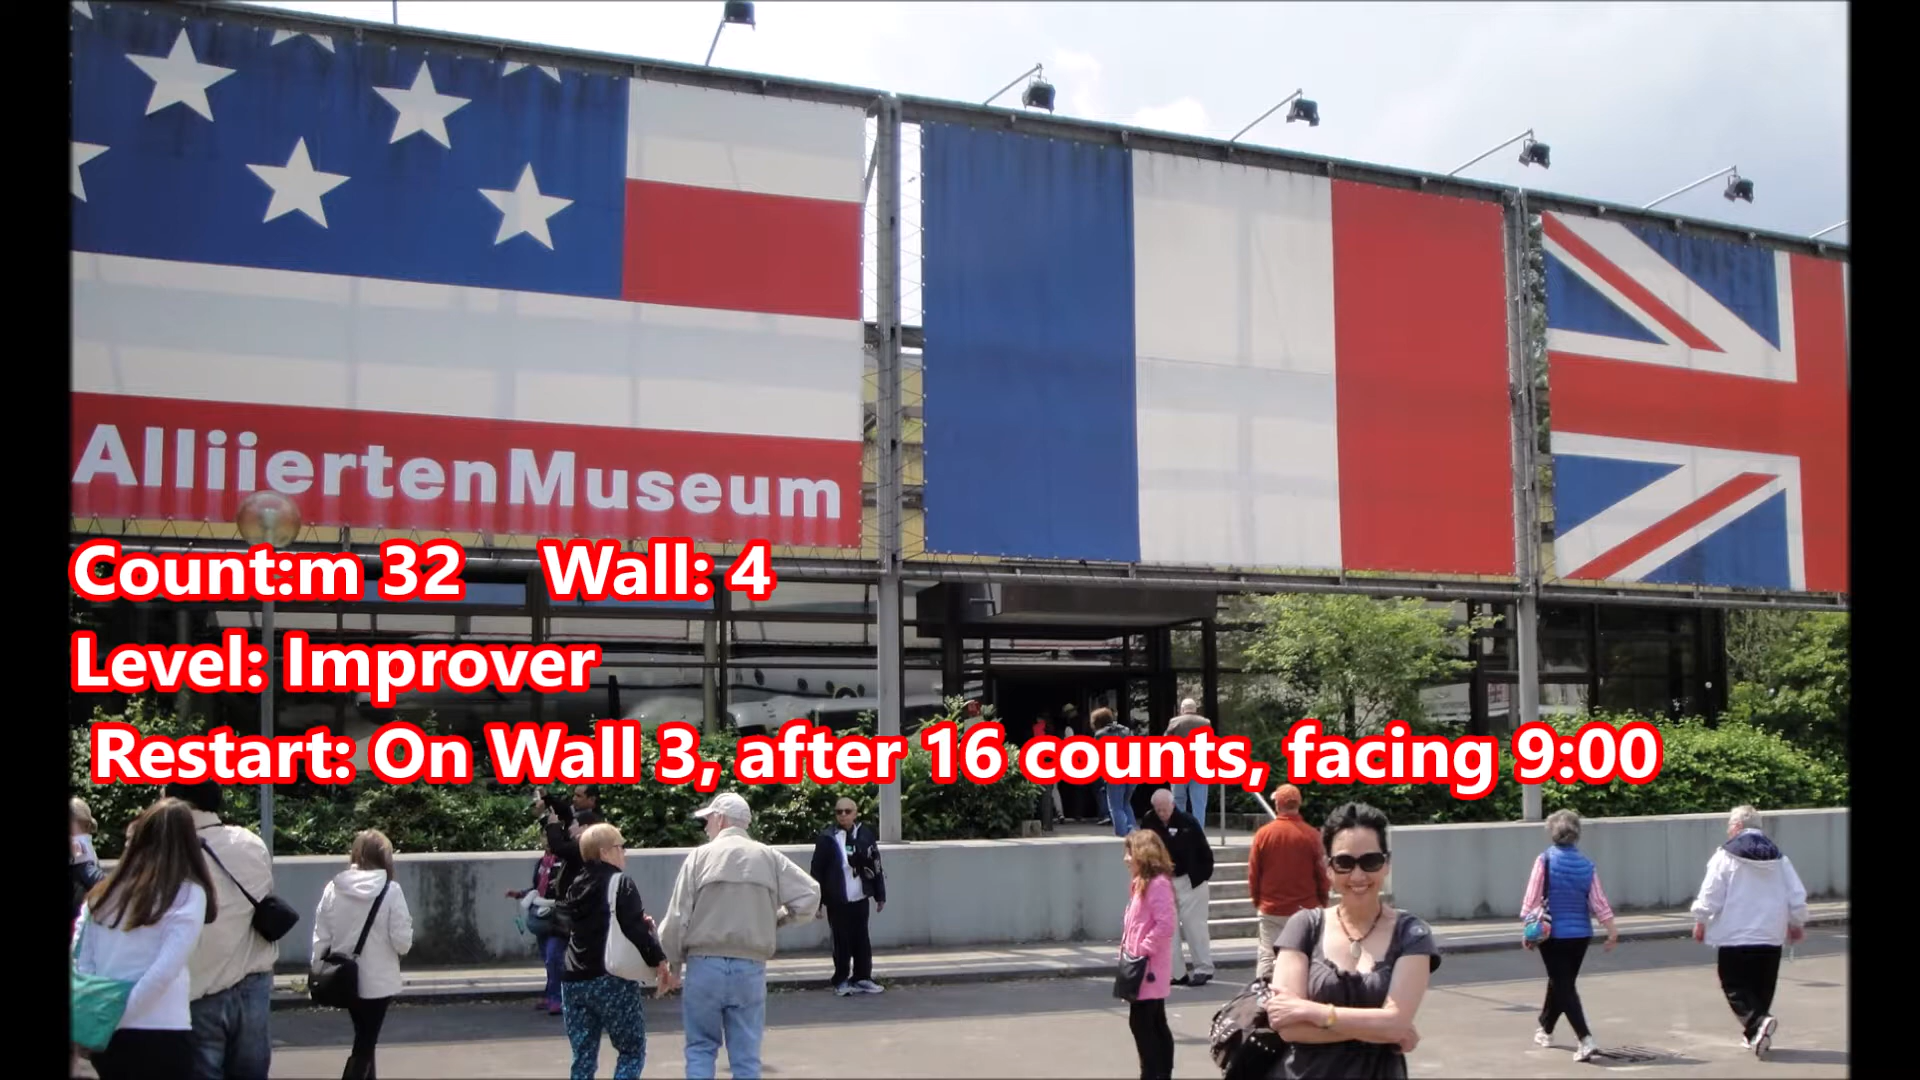 AlliiertenMuseum
Count:m 32 Wall: 4
Level: Improver
Restart: On Wall 3, after 16 counts, facing 9:00